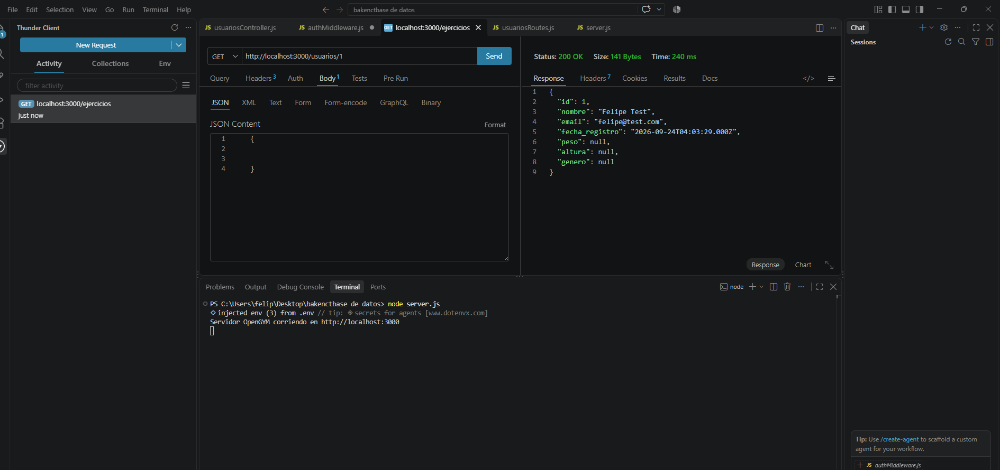 File Edit Selection View Go Run Terminal Help
bakenctbase de datos
1
Thunder Client
New Request
Activity Collections Env
filter activity
GET localhost:3000/ejercicios
just now
JS usuariosController.js
JS authMiddleware.js
GET localhost:3000/ejercicios
JS usuariosRoutes.js
JS server.js
GET http://localhost:3000/usuarios/1 Send
Query Headers 3 Auth Body 1 Tests Pre Run
JSON XML Text Form Form-encode GraphQL Binary
JSON Content
Format
1 {
2
3
4 }
Status: 200 OK Size: 141 Bytes Time: 240 ms
Response Headers 7 Cookies Results Docs </>
1 {
2 "id": 1,
3 "nombre": "Felipe Test",
4 "email": "felipe@test.com",
5 "fecha_registro": "2026-09-24T04:03:29.000Z",
6 "peso": null,
7 "altura": null,
8 "genero": null
9 }
Response Chart
Problems Output Debug Console Terminal Ports
node
PS C:\Users\felip\Desktop\bakenctbase de datos> node server.js
injected env (3) from .env // tip: secrets for agents [www.dotenvx.com]
Servidor OpenGYM corriendo en http://localhost:3000
Chat
Sessions
Tip: Use /create-agent to scaffold a custom
agent for your workflow.
JS authMiddleware.js